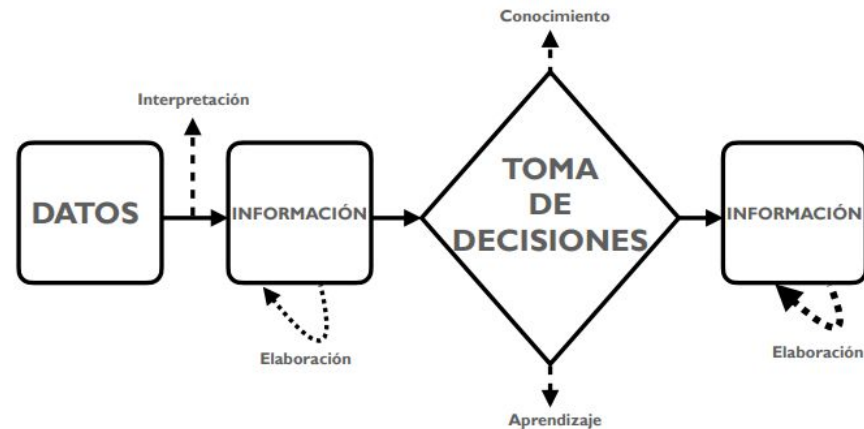 Conocimiento
Interpretación
DATOS
INFORMACIÓN
TOMA
DE
DECISIONES
INFORMACIÓN
Elaboración
Elaboración
Aprendizaje